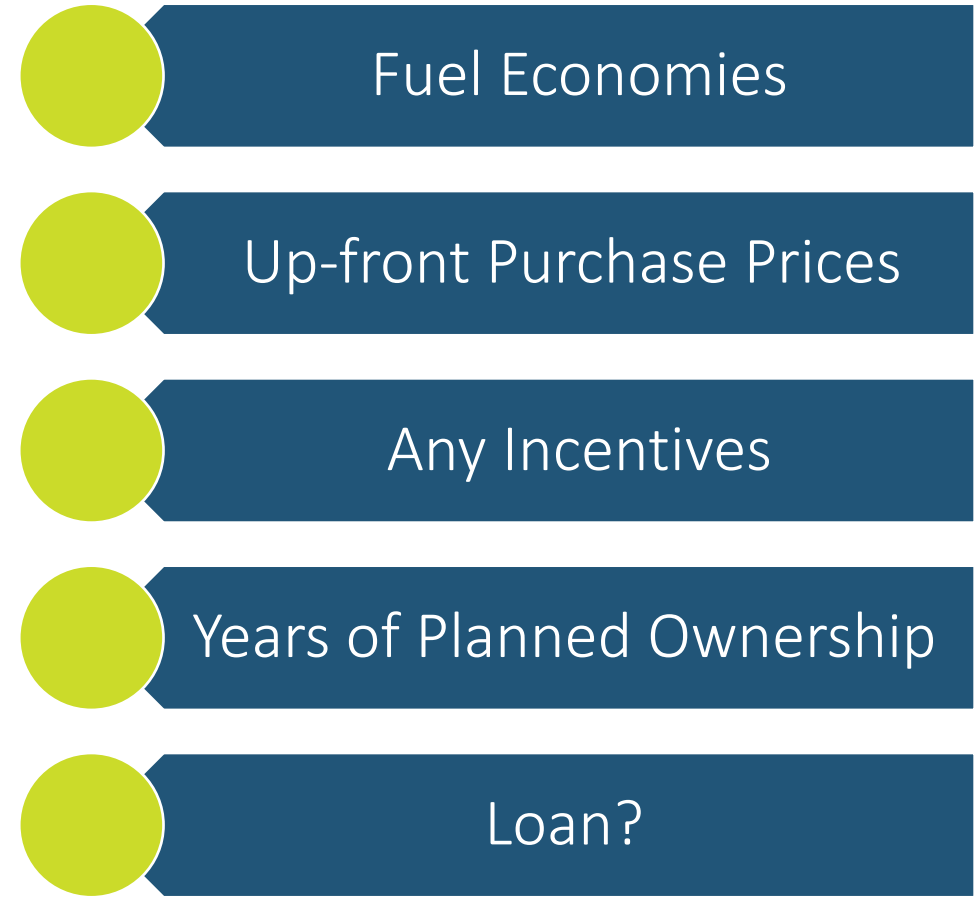 Fuel Economies
Up-front Purchase Prices
Any Incentives
Years of Planned Ownership
Loan?